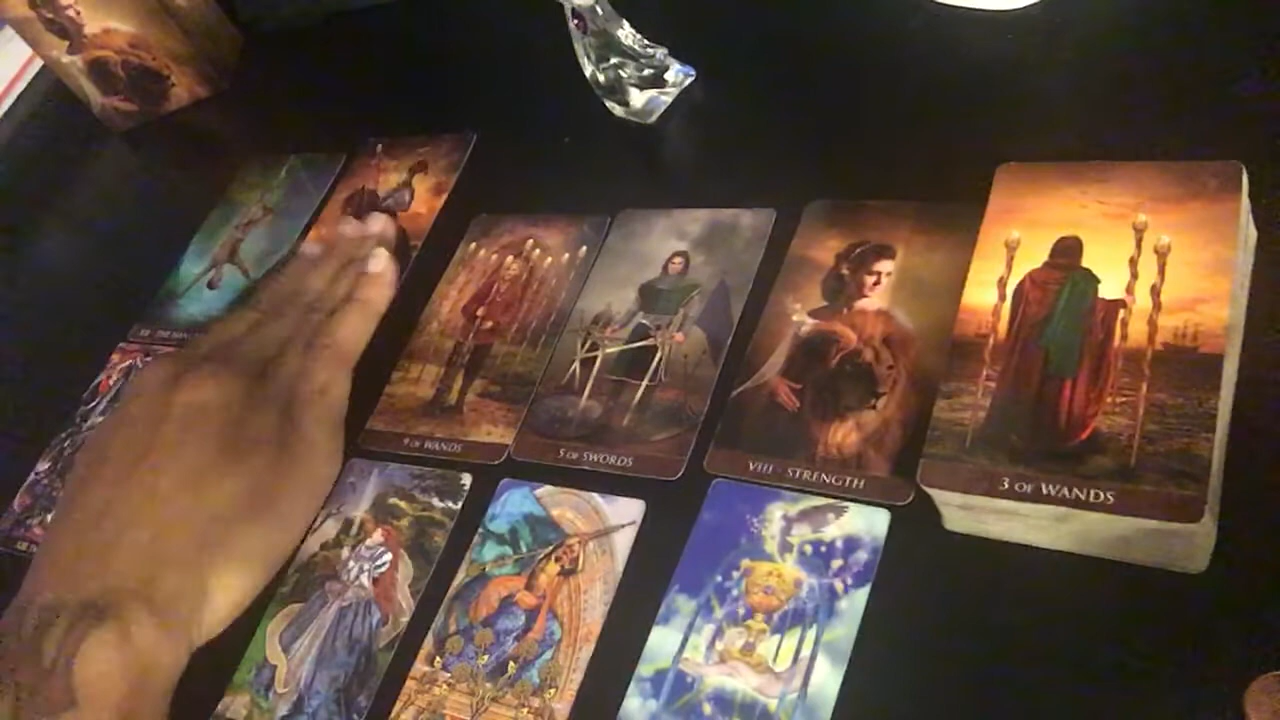 9 OF WANDS
5 OF SWORDS
VIII - STRENGTH
3 OF WANDS